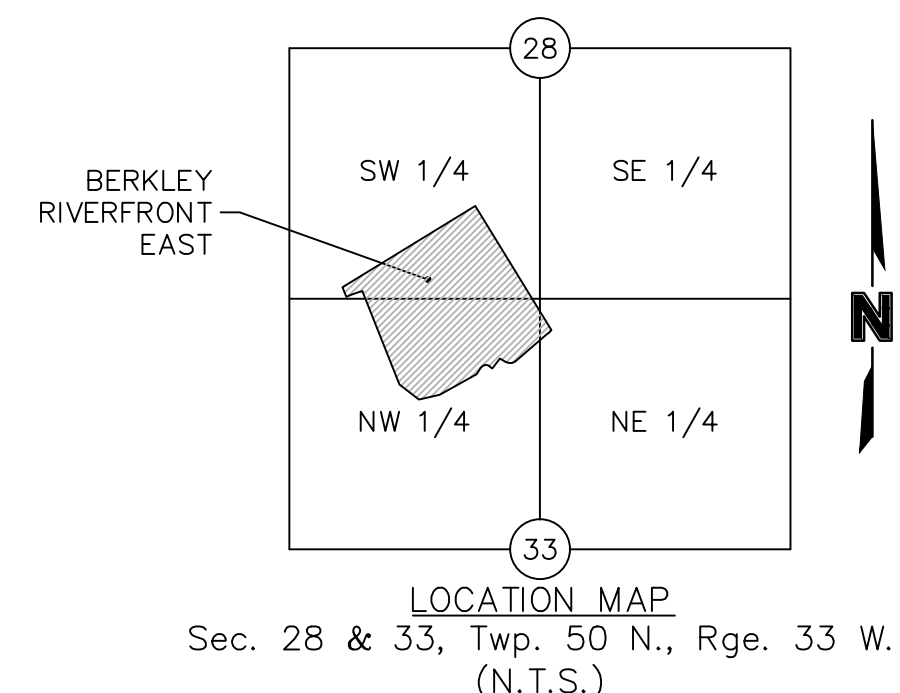 28
SW 1/4
SE 1/4
BERKLEY
RIVERFRONT
EAST
N
NW 1/4
NE 1/4
33
LOCATION MAP
Sec. 28 & 33, Twp. 50 N., Rge. 33 W.
(N.T.S.)